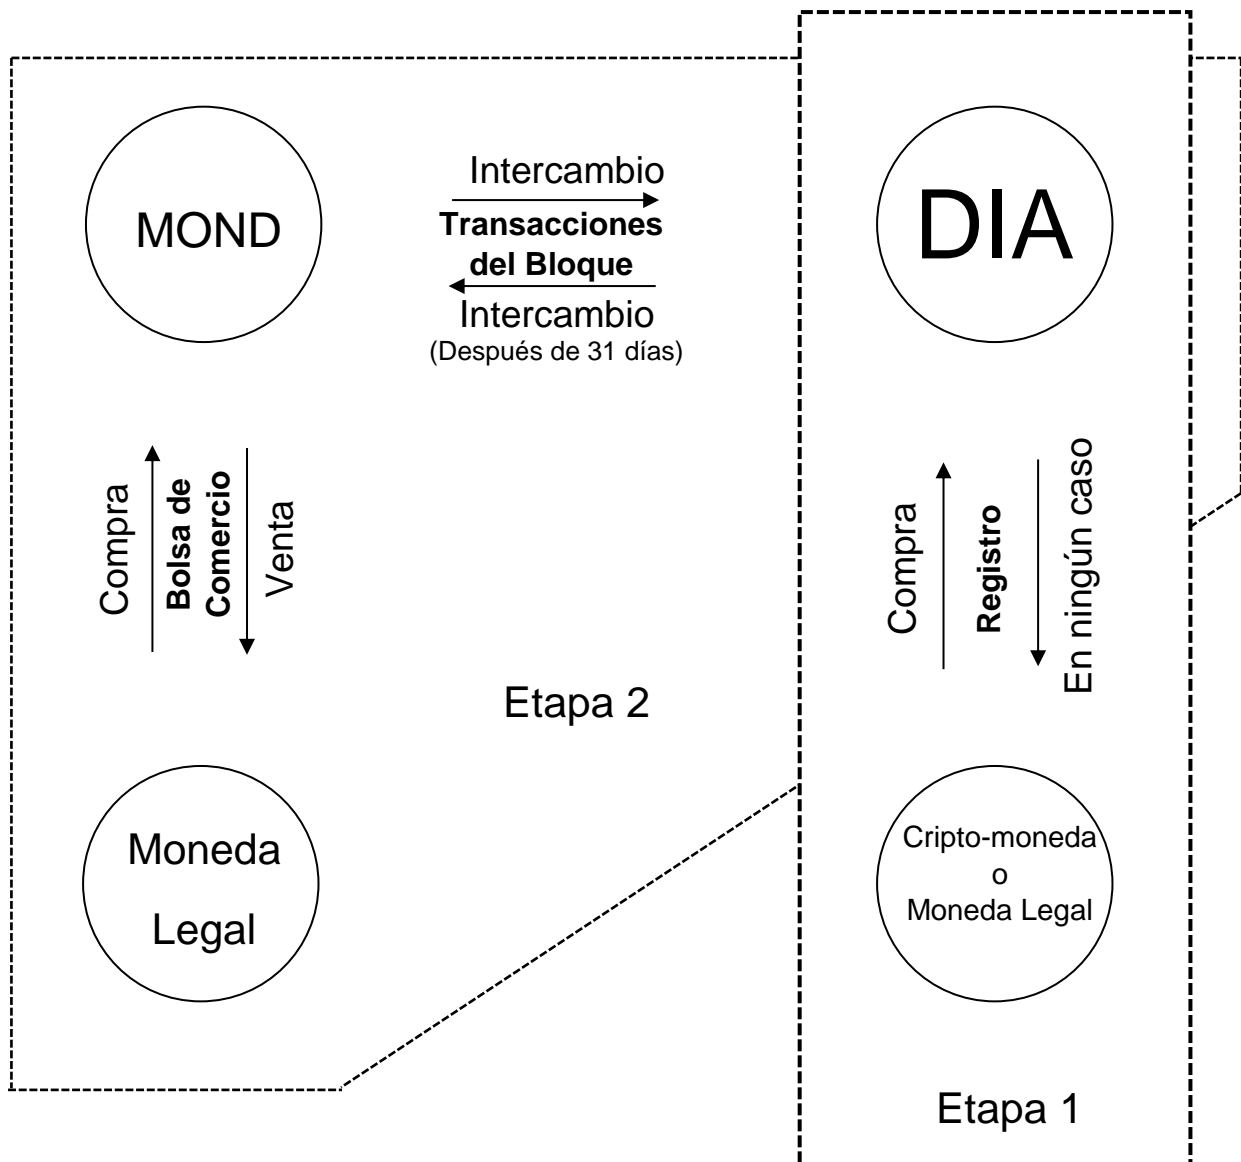 MOND
Intercambio
Transacciones
del Bloque
Intercambio
(Después de 31 días)
DIA
Compra
Bolsa de
Comercio
Venta
Compra
Registro
En ningún caso
Etapa 2
Moneda
Legal
Cripto-moneda
o
Moneda Legal
Etapa 1